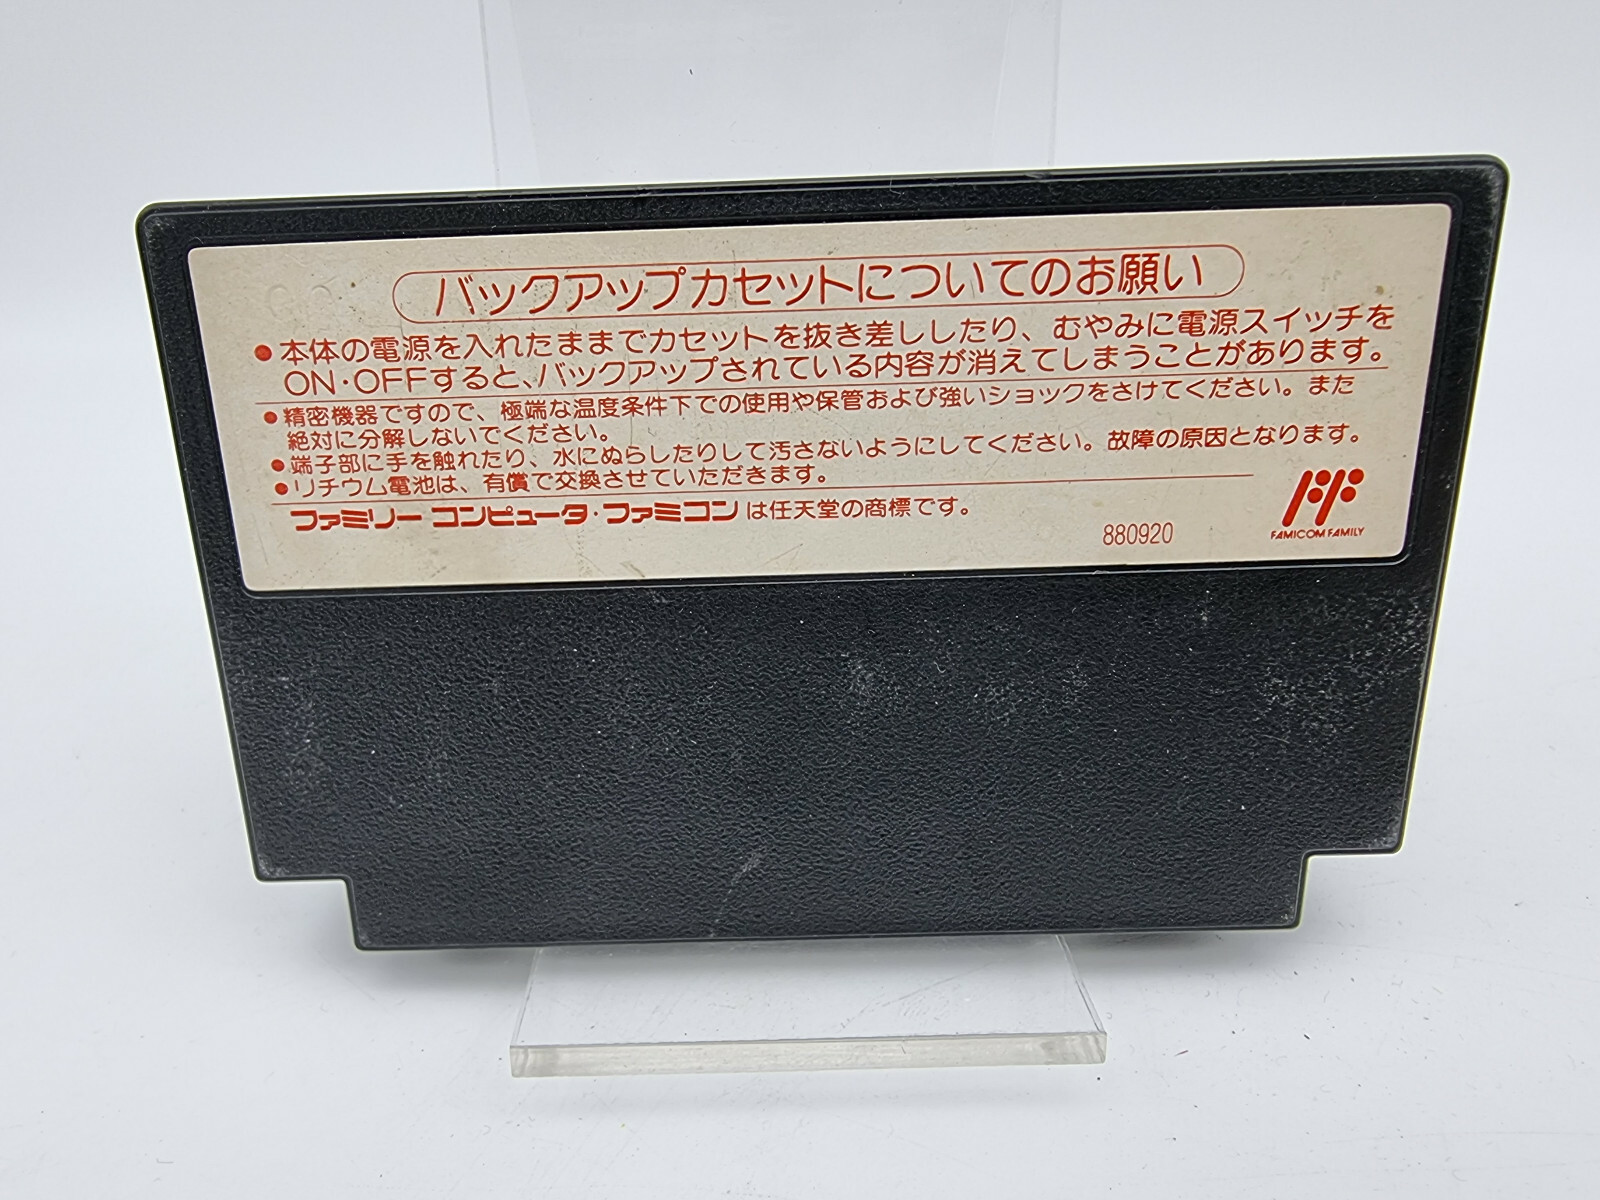 バックアップカセットについてのお願い
●本体の電源を入れたままでカセットを抜き差ししたり、むやみに電源スイッチを
ON・OFFすると、バックアップされている内容が消えてしまうことがあります。
●精密機器ですので、極端な温度条件下での使用や保管および強いショックをさけてください。また
絶対に分解しないでください。
●端子部に手を触れたり、水にぬらしたりして汚さないようにしてください。故障の原因となります。
●リチウム電池は、有償で交換させていただきます。
ファミリーコンピュータ・ファミコンは任天堂の商標です。
880920
FAMICOM FAMILY